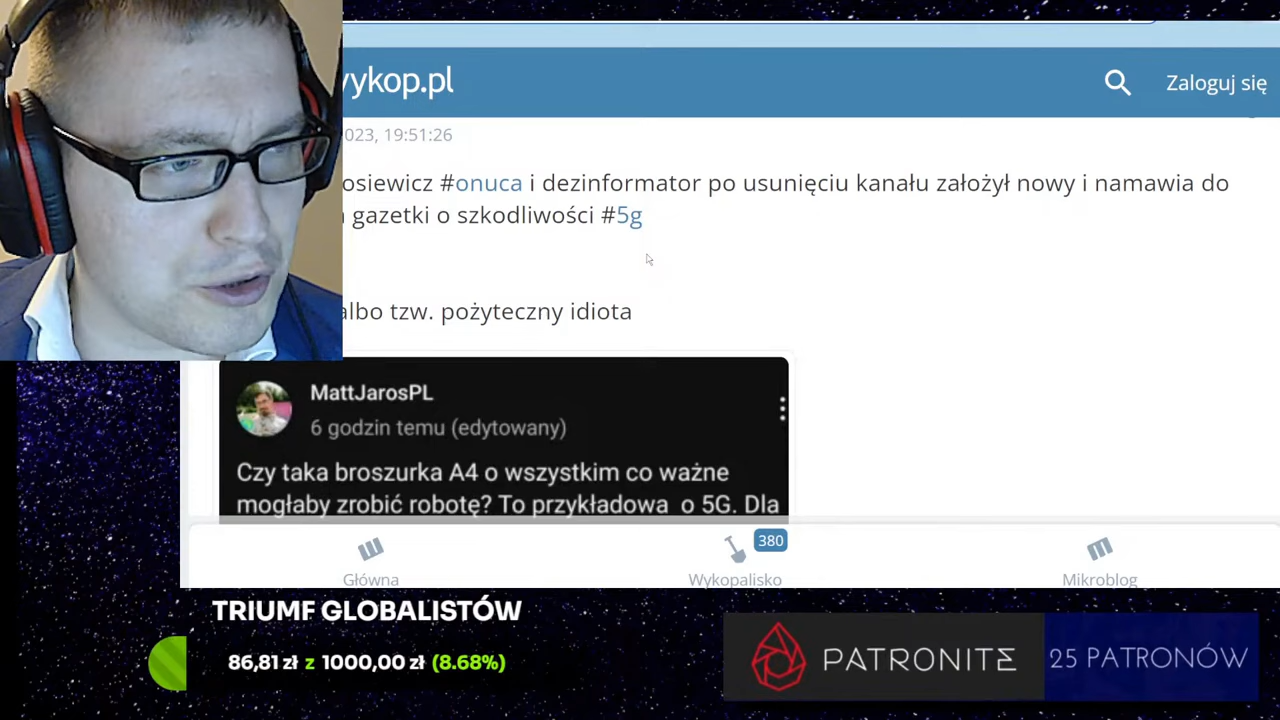 ykop.pl
Zaloguj się
023, 19:51:26
osiewicz #onuca i dezinformator po usunięciu kanału założył nowy i namawia do
gazetki o szkodliwości #5g
albo tzw. pożyteczny idiota
MattJarosPL
6 godzin temu (edytowany)
Czy taka broszurka A4 o wszystkim co ważne
mogłaby zrobić robotę? To przykładowa o 5G. Dla
380
Główna
Wykopalisko
Mikroblog
TRIUMF GLOBALISTÓW
86,81 zł z 1000,00 zł (8.68%)
PATRONITE
25 PATRONÓW